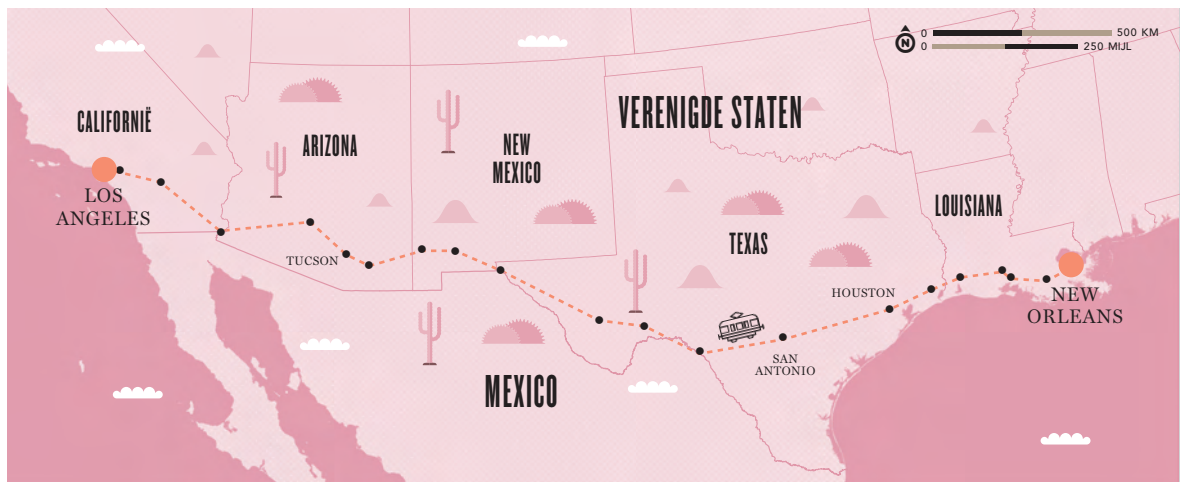 0 500 KM
N
0 250 MIJL
VERENIGDE STATEN
CALIFORNIË
ARIZONA
NEW
MEXICO
LOS
ANGELES
LOUISIANA
TEXAS
TUCSON
HOUSTON
NEW
ORLEANS
SAN
ANTONIO
MEXICO